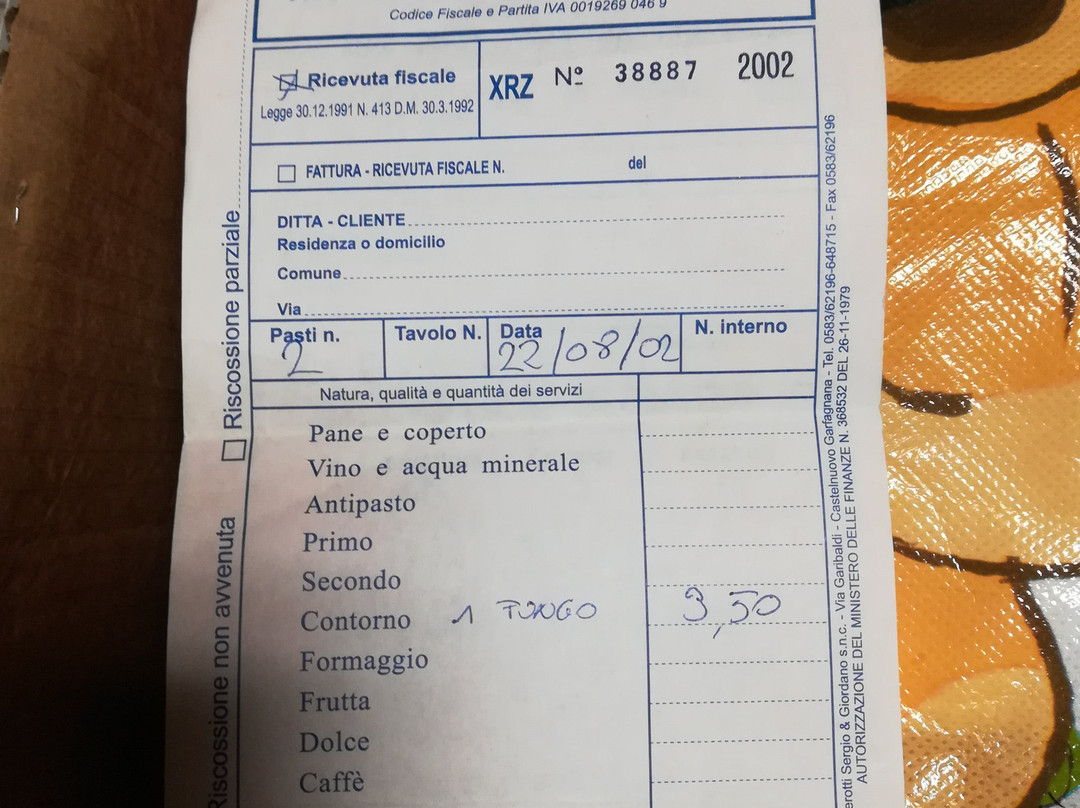 Codice Fiscale e Partita IVA 0019269 046 9
Ricevuta fiscale
Legge 30.12.1991 N. 413 D.M. 30.3.1992
XRZ Nº 38887 2002
FATTURA - RICEVUTA FISCALE N. del
DITTA - CLIENTE
Residenza o domicilio
Comune
Via
Pasti n. Tavolo N. Data N. interno
2 22/08/02
Natura, qualità e quantità dei servizi
Pane e coperto
Vino e acqua minerale
Antipasto
Primo
Secondo
Contorno 1 FUNGO 3,50
Formaggio
Frutta
Dolce
Caffè
Riscossione parziale
Riscossione non avvenuta
Sergio & Giordano s.n.c. - Via Garibaldi - Castelnuovo Garfagnana - Tel. 0583/62196-648715 - Fax 0583/62196
AUTORIZZAZIONE DEL MINISTERO DELLE FINANZE N. 368532 DEL 26-11-1979